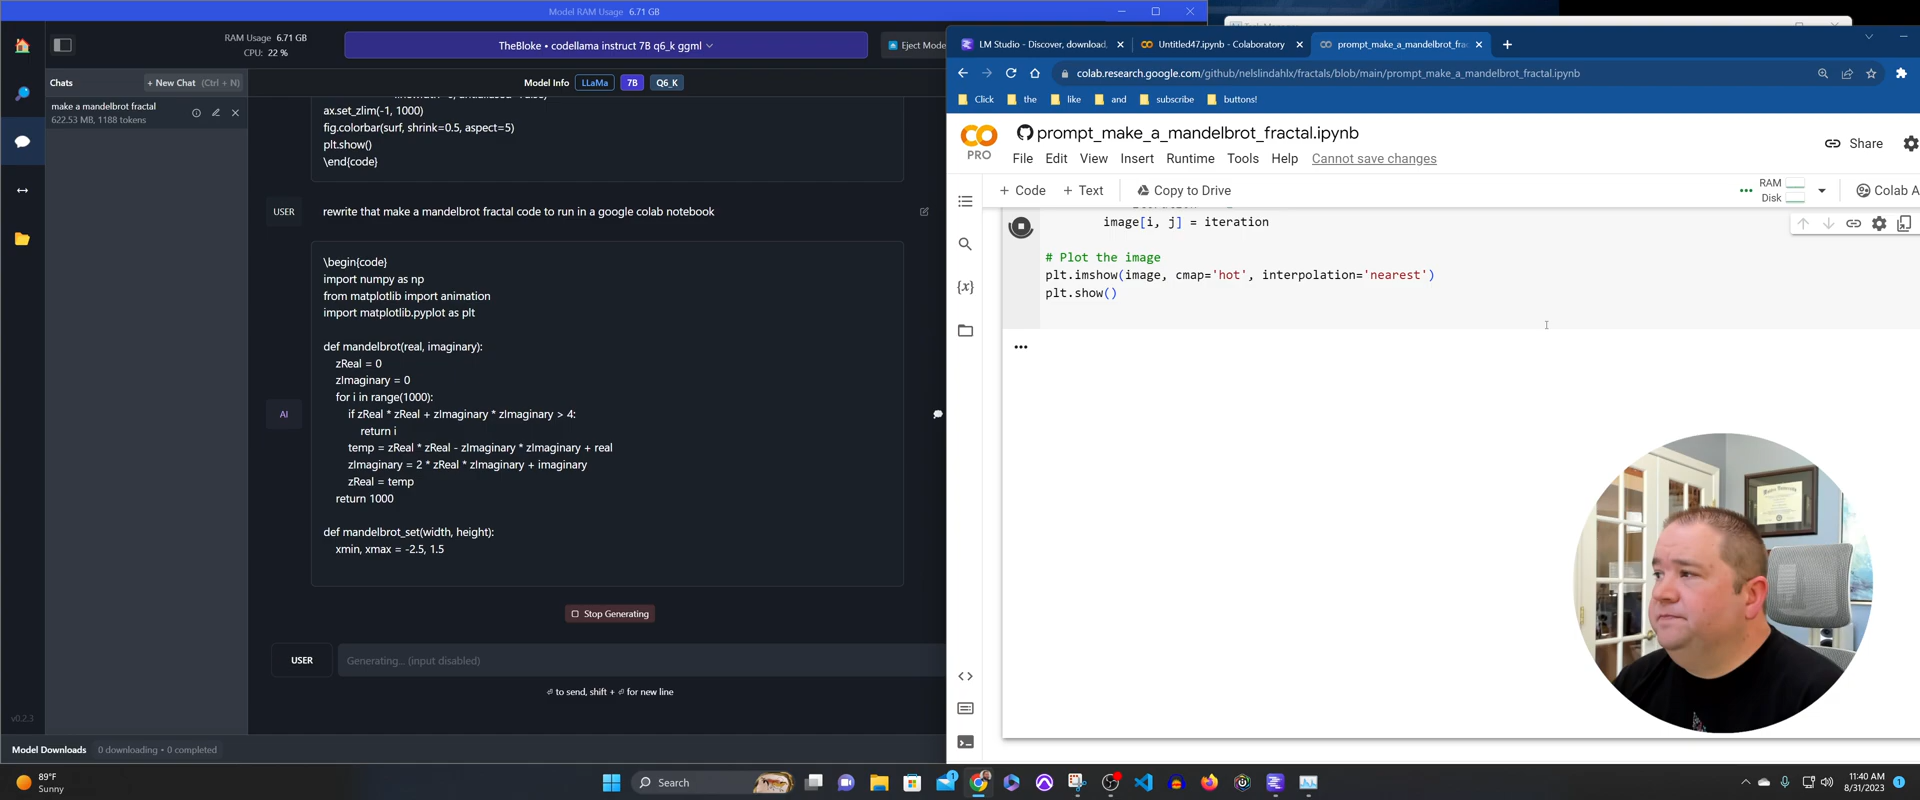 Model RAM Usage 6.71 GB
RAM Usage 6.71 GB
CPU: 22 %
TheBloke • codellama instruct 7B q6_k ggml
Eject Mode
Chats
+ New Chat (Ctrl + N)
Model Info LLaMa 7B Q6_K
make a mandelbrot fractal
622.53 MB, 1188 tokens
ax.set_zlim(-1, 1000)
fig.colorbar(surf, shrink=0.5, aspect=5)
plt.show()
\end{code}
USER
rewrite that make a mandelbrot fractal code to run in a google colab notebook
\begin{code}
import numpy as np
from matplotlib import animation
import matplotlib.pyplot as plt
def mandelbrot(real, imaginary):
zReal = 0
zImaginary = 0
for i in range(1000):
if zReal * zReal + zImaginary * zImaginary > 4:
AI
return i
temp = zReal * zReal - zImaginary * zImaginary + real
zImaginary = 2 * zReal * zImaginary + imaginary
zReal = temp
return 1000
def mandelbrot_set(width, height):
xmin, xmax = -2.5, 1.5
Stop Generating
USER
Generating... (input disabled)
to send, shift + for new line
v0.2.3
Model Downloads 0 downloading • 0 completed
LM Studio - Discover, download,
Untitled47.ipynb - Colaboratory
prompt_make_a_mandelbrot_fra
colab.research.google.com/github/nelslindahlx/fractals/blob/main/prompt_make_a_mandelbrot_fractal.ipynb
Click the like and subscribe buttons!
PRO
prompt_make_a_mandelbrot_fractal.ipynb
Share
File Edit View Insert Runtime Tools Help Cannot save changes
+ Code + Text Copy to Drive
RAM
Disk
Colab A
{x}
image[i, j] = iteration
# Plot the image
plt.imshow(image, cmap='hot', interpolation='nearest')
plt.show()
89°F
Sunny
Search
11:40 AM
8/31/2023